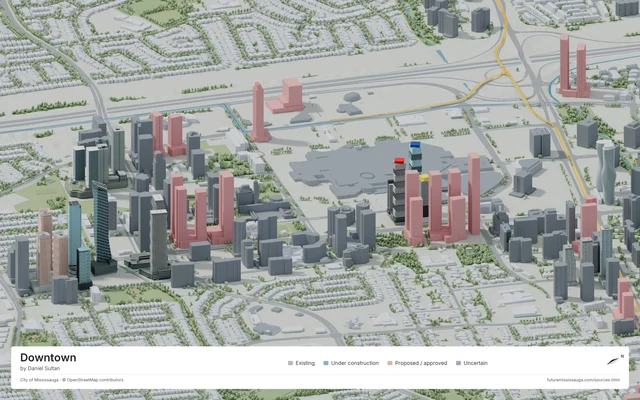 Downtown
by Daniel Sultan
Existing
Under construction
Proposed / approved
Uncertain
N
City of Mississauga · © OpenStreetMap contributors
futuremississauga.com/sources.html